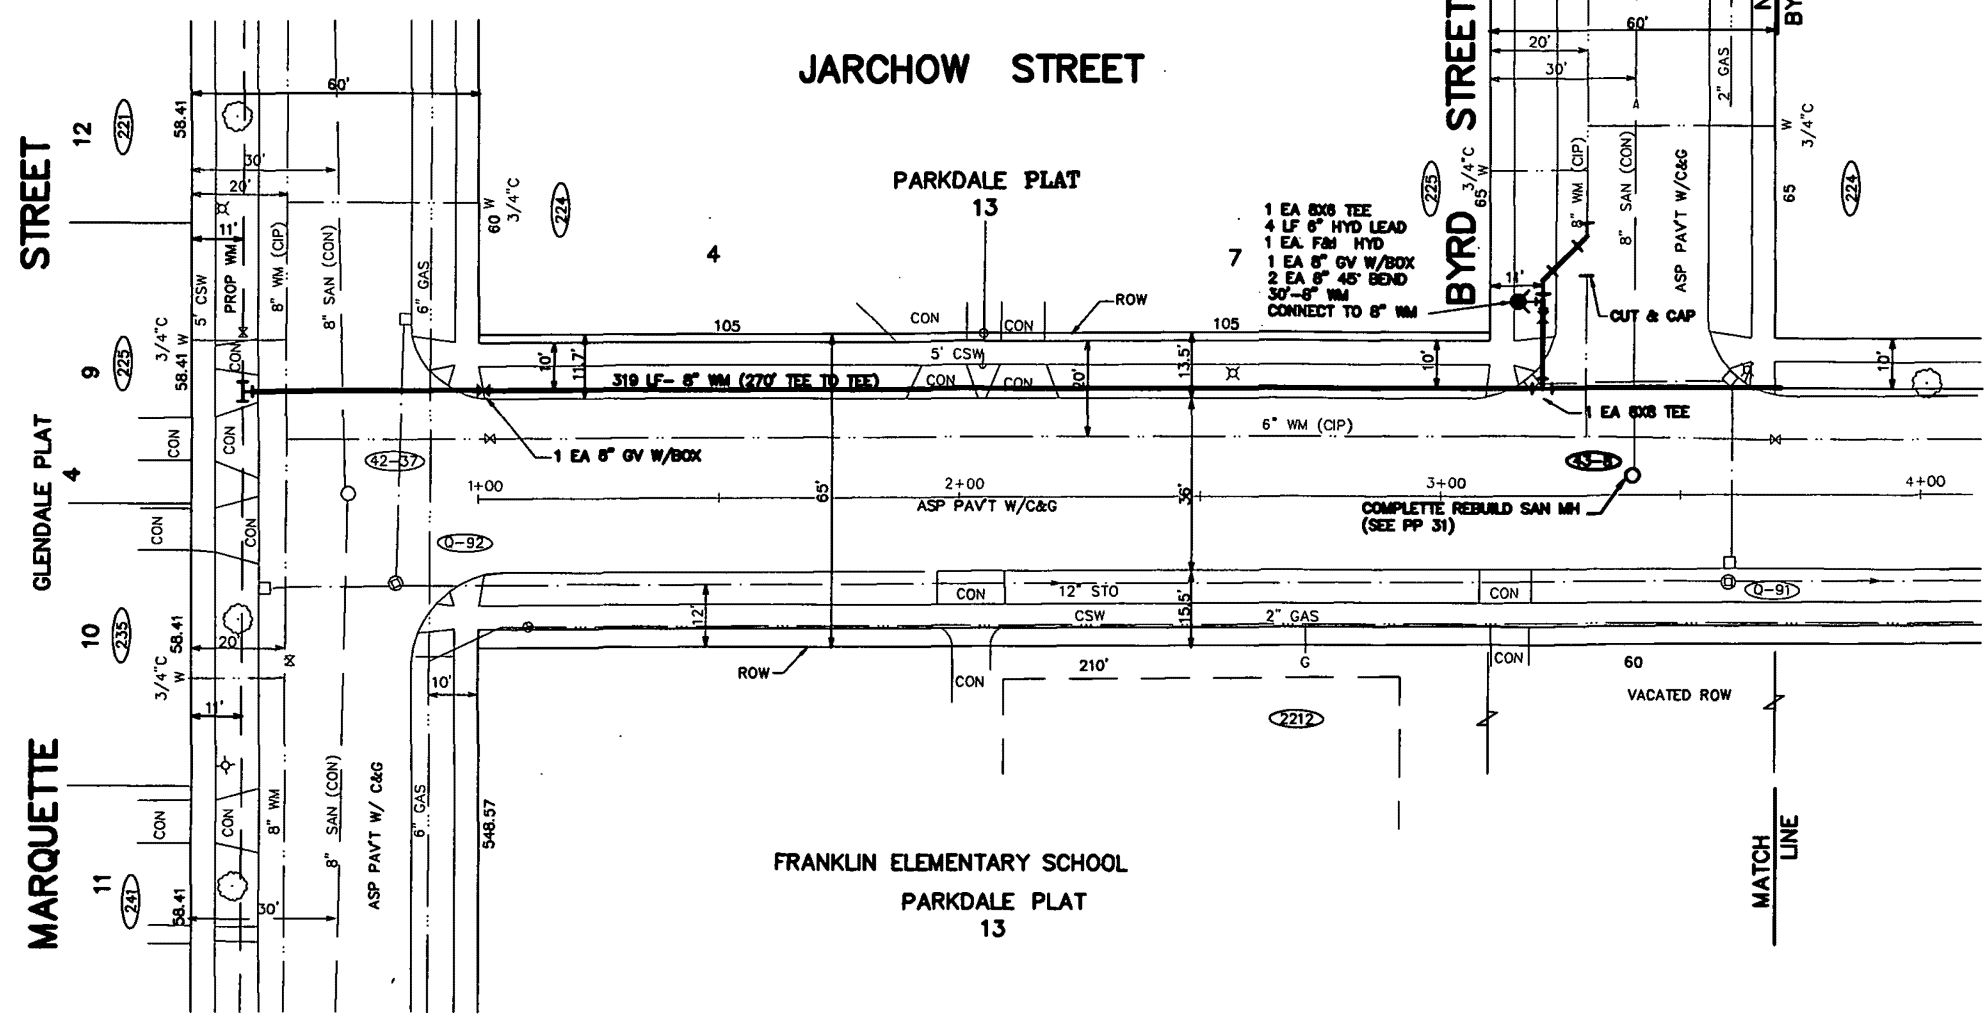 JARCHOW STREET
PARKDALE PLAT
13
4
7
MARQUETTE
STREET
BYRD STREET
GLENDALE PLAT
4
12
221
58.41
9
225
58.41
3/4"C
W
10
235
58.41
3/4"C
W
11
241
58.41
60'
30'
20'
11'
5' CSW
PROP WM
8" WM (CIP)
8" SAN (CON)
6" GAS
60
W
3/4"C
224
105
CON
CON
ROW
105
5' CSW
CON
CON
10'
11.7'
20'
13.5'
10'
319 LF- 8" WM (270' TEE TO TEE)
1 EA 8" GV W/BOX
6" WM (CIP)
42-37
1+00
2+00
3+00
4+00
ASP PAV'T W/C&G
65'
36'
Q-92
12" STO
CSW
2" GAS
12'
15.5'
CON
CON
CON
CON
ROW
210'
G
60
VACATED ROW
2212
Q-91
43-8
COMPLETTE REBUILD SAN MH
(SEE PP 31)
1 EA 8X6 TEE
4 LF 6" HYD LEAD
1 EA. F&I HYD
1 EA 8" GV W/BOX
2 EA 8" 45° BEND
30'-8" WM
CONNECT TO 8" WM
1 EA 8X8 TEE
CUT & CAP
14'
225
3/4"C
W
65
8" WM (CIP)
8" SAN (CON)
ASP PAV'T W/C&G
2" GAS
60'
20'
30'
W
3/4"C
65
224
10'
N
BY
CON
CON
CON
CON
CON
20'
11'
10'
CON
CON
8" WM
8" SAN (CON)
ASP PAV'T W/ C&G
6" GAS
548.57
30'
FRANKLIN ELEMENTARY SCHOOL
PARKDALE PLAT
13
MATCH
LINE